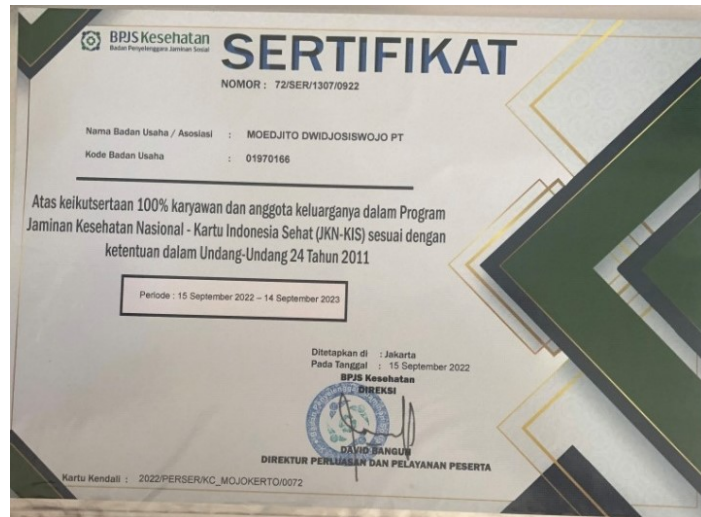 BPJS Kesehatan
Badan Penyelenggara Jaminan Sosial
SERTIFIKAT
NOMOR : 72/SER/1307/0922
Nama Badan Usaha / Asosiasi : MOEDJITO DWIDJOSISWOJO PT
Kode Badan Usaha : 01970166
Atas keikutsertaan 100% karyawan dan anggota keluarganya dalam Program
Jaminan Kesehatan Nasional - Kartu Indonesia Sehat (JKN-KIS) sesuai dengan
ketentuan dalam Undang-Undang 24 Tahun 2011
Periode : 15 September 2022 – 14 September 2023
Ditetapkan di : Jakarta
Pada Tanggal : 15 September 2022
BPJS Kesehatan
DIREKSI
DAVID BANGUN
DIREKTUR PERLUASAN DAN PELAYANAN PESERTA
Kartu Kendali : 2022/PERSER/KC_MOJOKERTO/0072